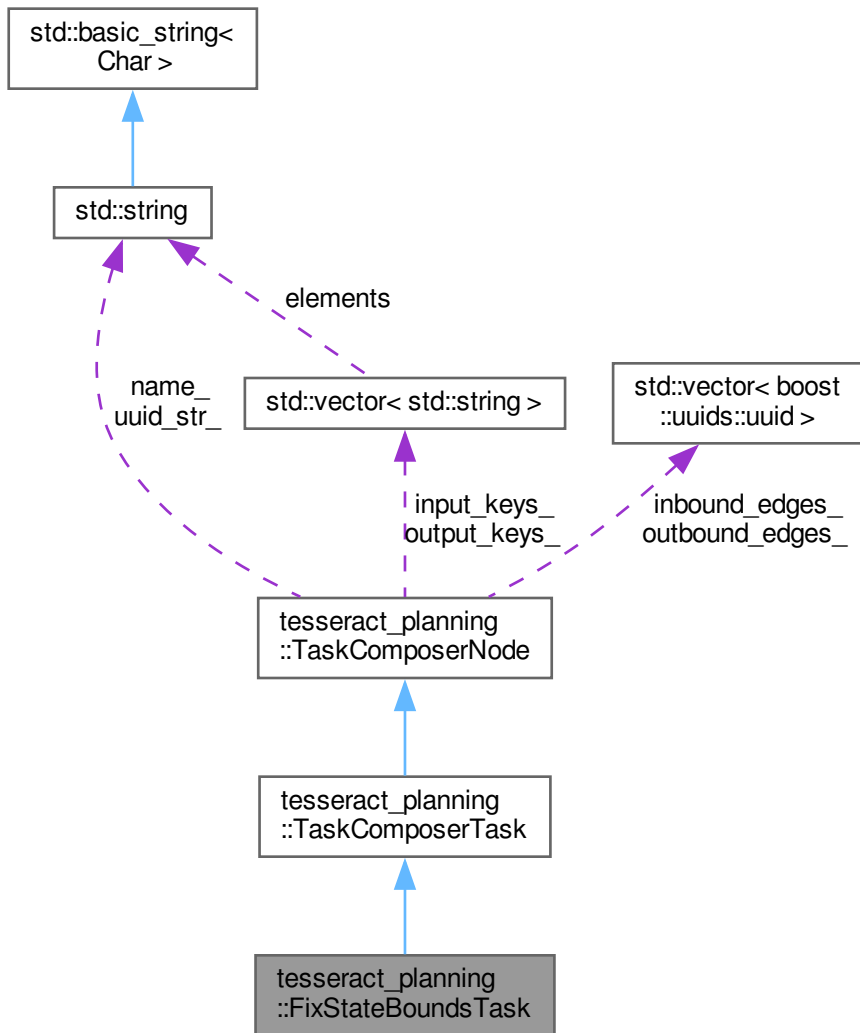 std::basic_string<
Char >
std::string
elements
name_
uuid_str_
std::vector< std::string >
std::vector< boost
::uuids::uuid >
input_keys_
output_keys_
inbound_edges_
outbound_edges_
tesseract_planning
::TaskComposerNode
tesseract_planning
::TaskComposerTask
tesseract_planning
::FixStateBoundsTask